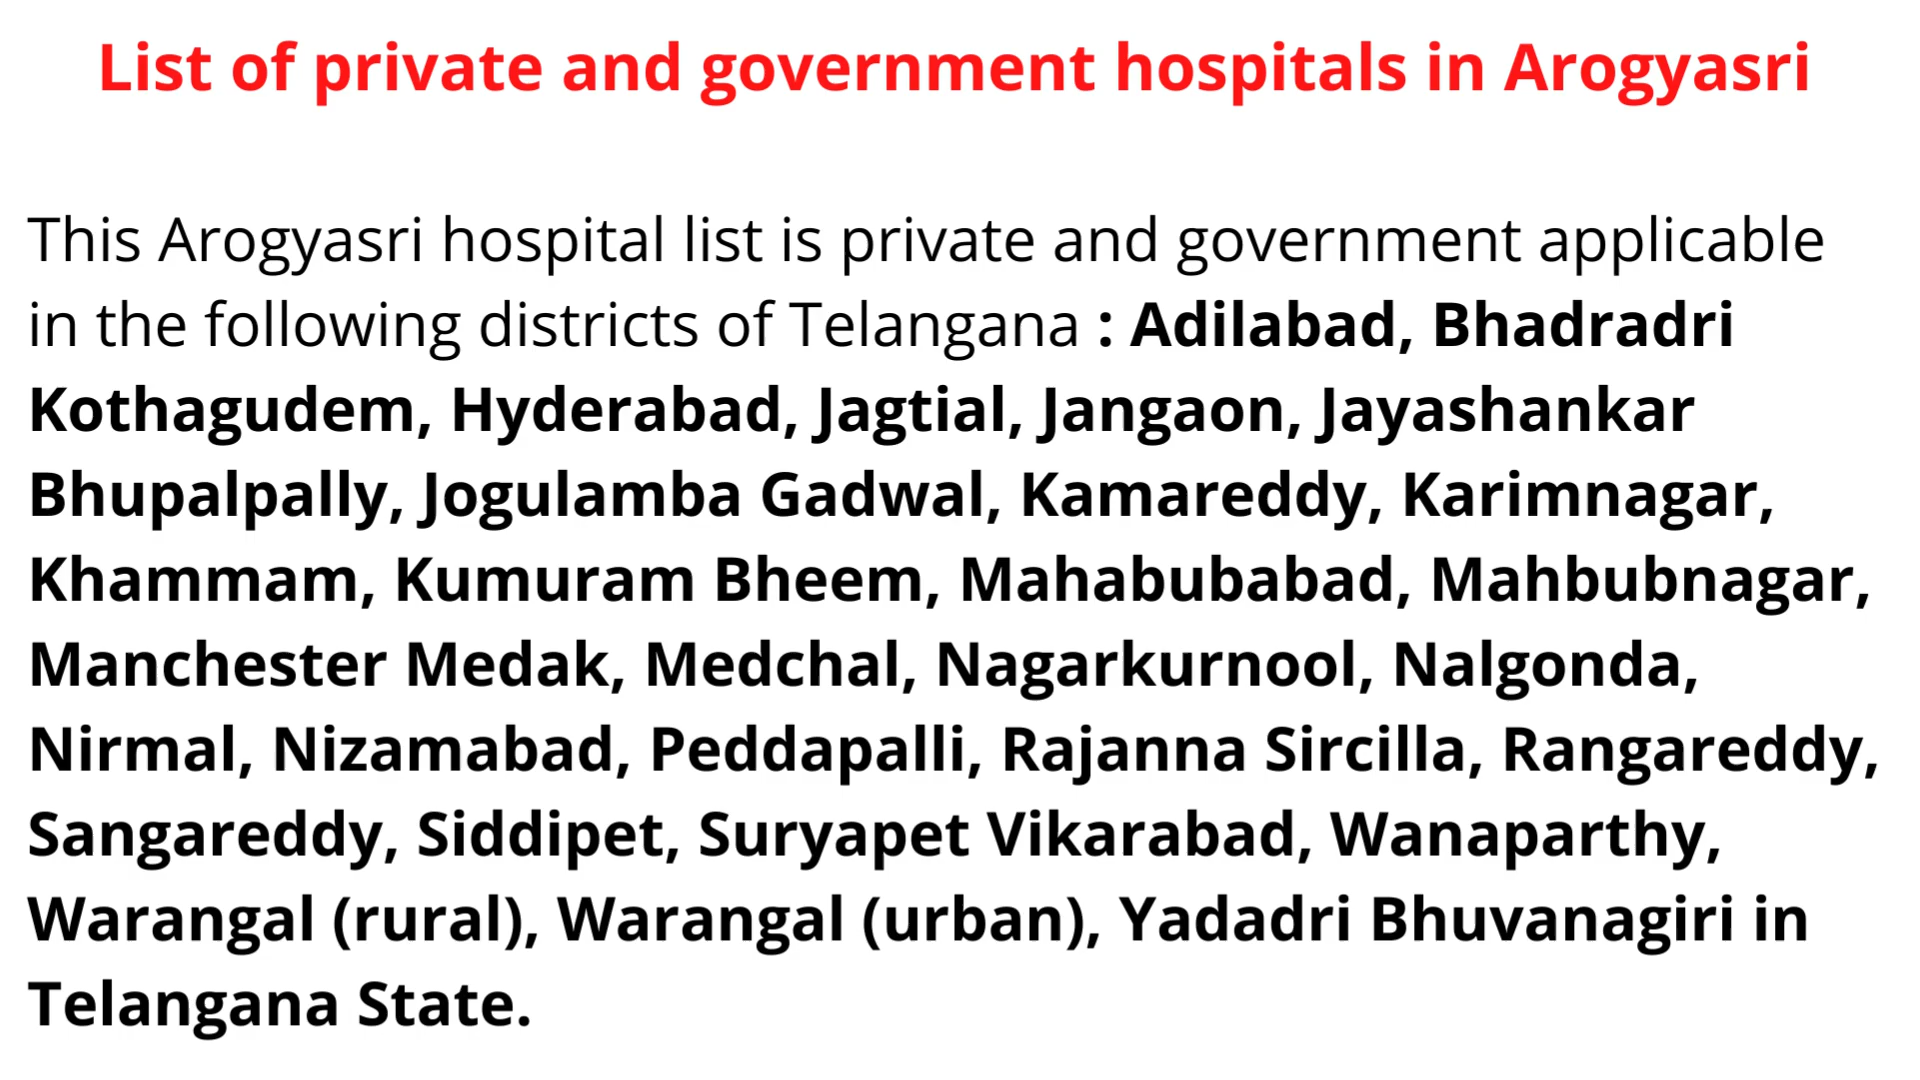 List of private and government hospitals in Arogyasri
This Arogyasri hospital list is private and government applicable
in the following districts of Telangana : Adilabad, Bhadradri
Kothagudem, Hyderabad, Jagtial, Jangaon, Jayashankar
Bhupalpally, Jogulamba Gadwal, Kamareddy, Karimnagar,
Khammam, Kumuram Bheem, Mahabubabad, Mahbubnagar,
Manchester Medak, Medchal, Nagarkurnool, Nalgonda,
Nirmal, Nizamabad, Peddapalli, Rajanna Sircilla, Rangareddy,
Sangareddy, Siddipet, Suryapet Vikarabad, Wanaparthy,
Warangal (rural), Warangal (urban), Yadadri Bhuvanagiri in
Telangana State.